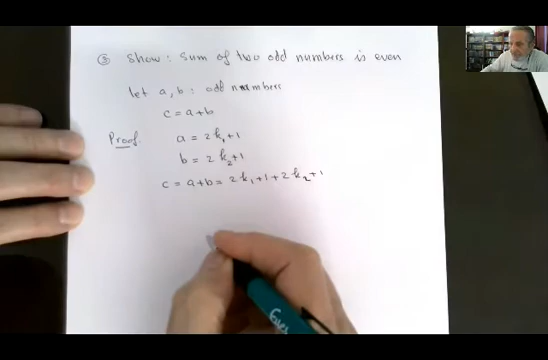 ③ Show: Sum of two odd numbers is even
let a, b: odd numbers
c = a+b
Proof. a = 2k₁+1
b = 2k₂+1
c = a+b = 2k₁+1+2k₂+1